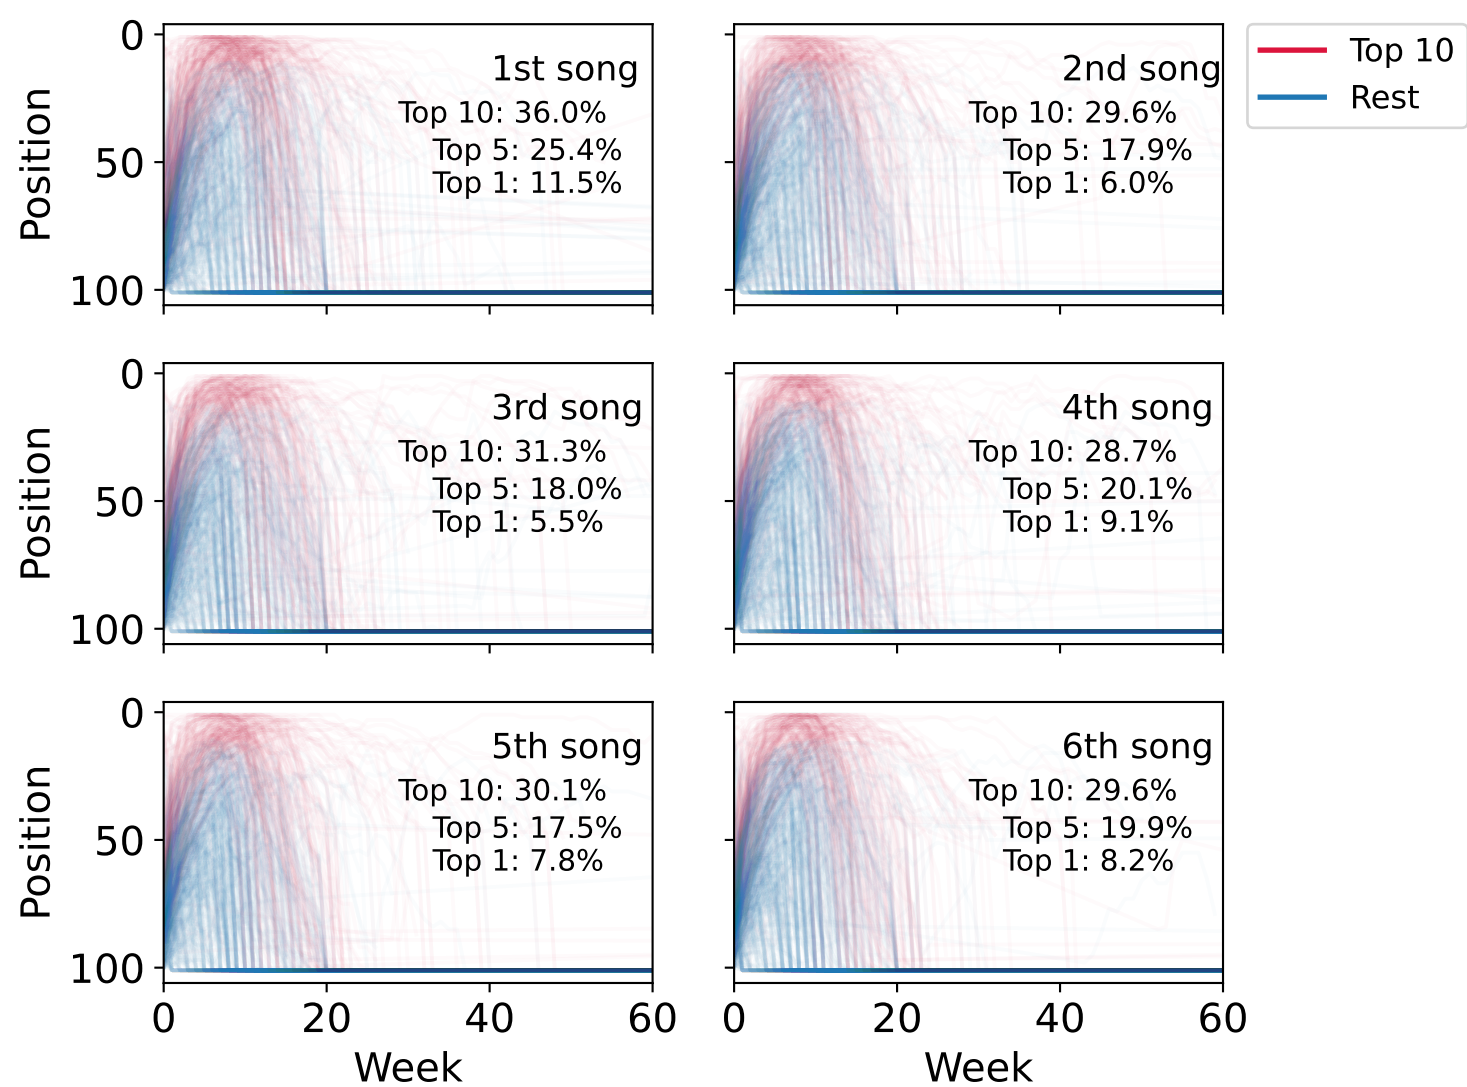 0
50
100
Position
1st song
Top 10: 36.0%
Top 5: 25.4%
Top 1: 11.5%
2nd song
Top 10: 29.6%
Top 5: 17.9%
Top 1: 6.0%
Top 10
Rest
0
50
100
Position
3rd song
Top 10: 31.3%
Top 5: 18.0%
Top 1: 5.5%
4th song
Top 10: 28.7%
Top 5: 20.1%
Top 1: 9.1%
0
50
100
Position
5th song
Top 10: 30.1%
Top 5: 17.5%
Top 1: 7.8%
6th song
Top 10: 29.6%
Top 5: 19.9%
Top 1: 8.2%
0 20 40 60
Week
0 20 40 60
Week